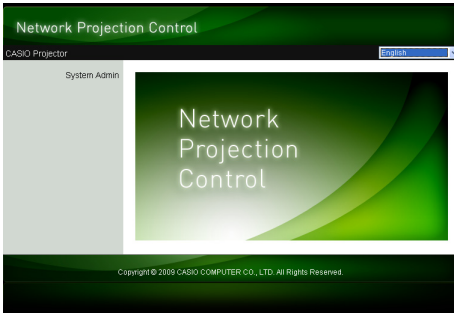 Network Projection Control
CASIO Projector
English
System Admin
Network
Projection
Control
Copyright © 2009 CASIO COMPUTER CO., LTD. All Rights Reserved.